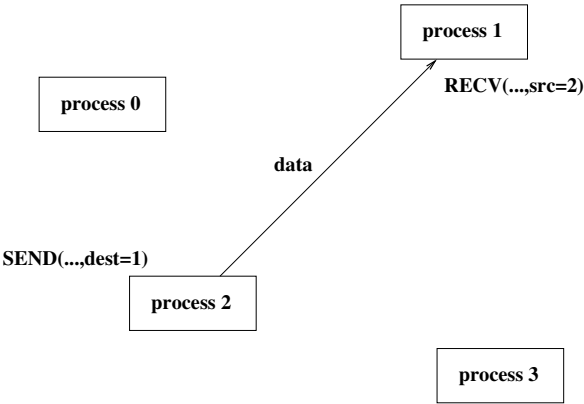 process 1
RECV(...,src=2)
process 0
data
SEND(...,dest=1)
process 2
process 3